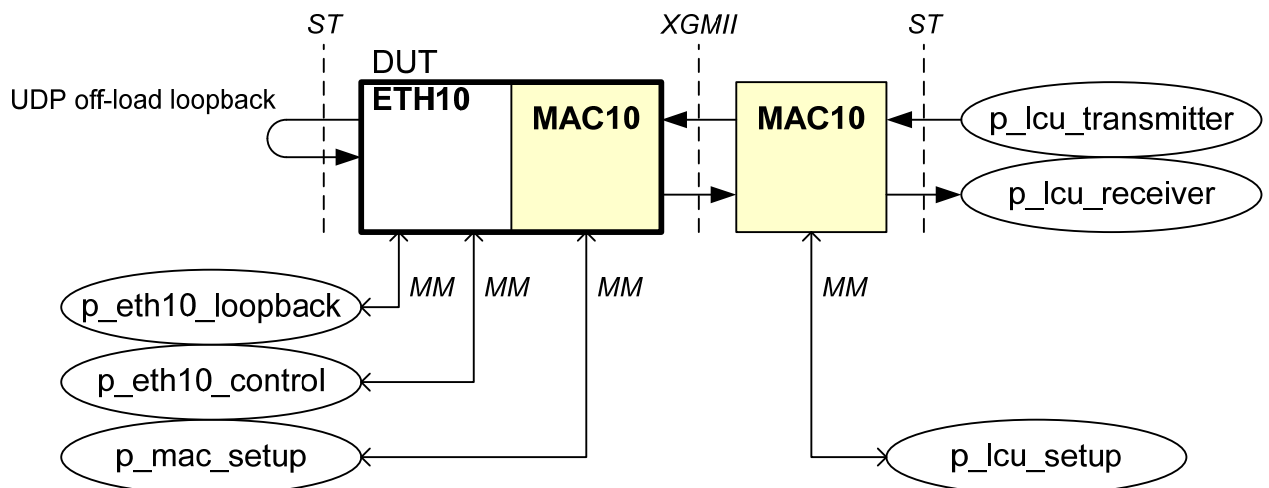 ST
XGMII
ST
DUT
ETH10
UDP off-load loopback
MAC10
MAC10
p_lcu_transmitter
p_lcu_receiver
MM
MM
MM
MM
p_eth10_loopback
p_eth10_control
p_mac_setup
p_lcu_setup